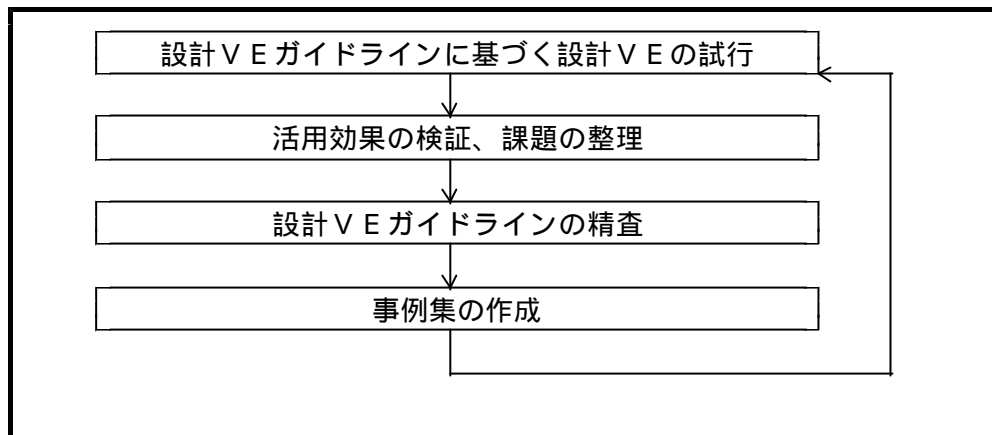 設計ＶＥガイドラインに基づく設計ＶＥの試行
活用効果の検証、課題の整理
設計ＶＥガイドラインの精査
事例集の作成